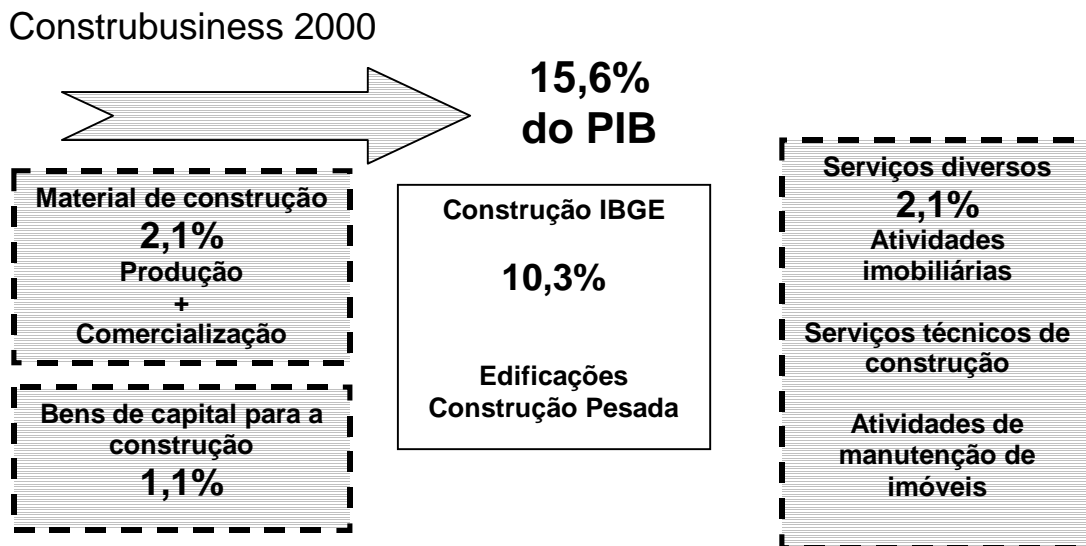 Construbusiness 2000
15,6%
do PIB
Material de construção
2,1%
Produção
+
Comercialização
Bens de capital para a
construção
1,1%
Construção IBGE
10,3%
Edificações
Construção Pesada
Serviços diversos
2,1%
Atividades
imobiliárias
Serviços técnicos de
construção
Atividades de
manutenção de
imóveis